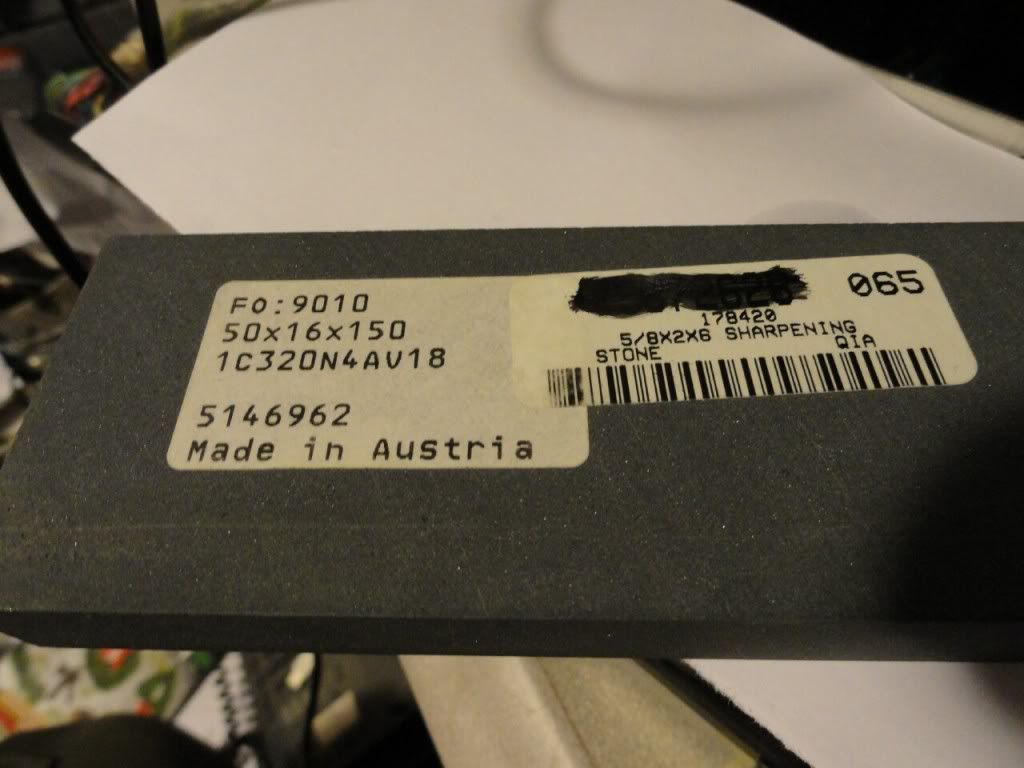 Fo:9010
50x16x150
1C320N4AV18
5146962
Made in Austria
065
178420
5/8X2X6 SHARPENING
STONE QIA